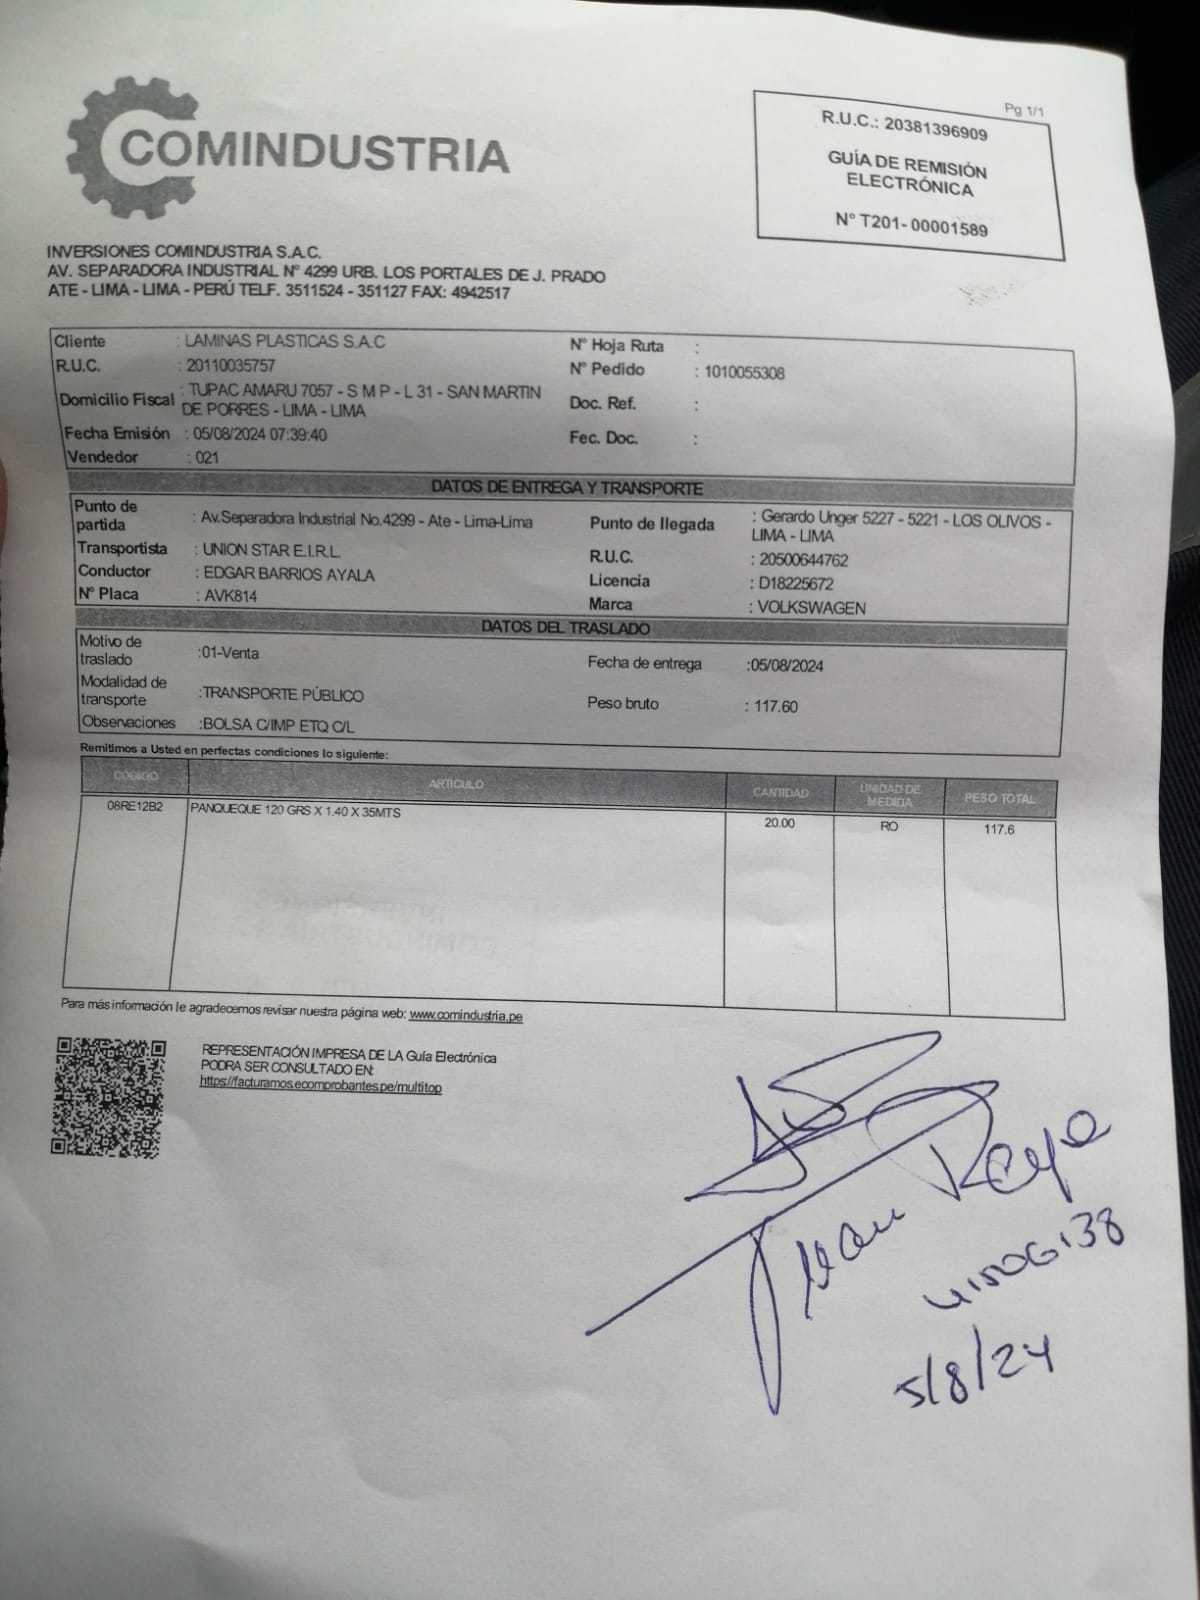 COMINDUSTRIA
Pg 1/1
R.U.C.: 20381396909
GUÍA DE REMISIÓN
ELECTRÓNICA
N° T201- 00001589
INVERSIONES COMINDUSTRIA S.A.C.
AV. SEPARADORA INDUSTRIAL N° 4299 URB. LOS PORTALES DE J. PRADO
ATE - LIMA - LIMA - PERÚ TELF. 3511524 - 351127 FAX: 4942517
Cliente : LAMINAS PLASTICAS S.A.C
R.U.C. : 20110035757
Domicilio Fiscal : TUPAC AMARU 7057 - S M P - L 31 - SAN MARTIN
DE PORRES - LIMA - LIMA
Fecha Emisión : 05/08/2024 07:39:40
Vendedor : 021
N° Hoja Ruta :
N° Pedido : 1010055308
Doc. Ref. :
Fec. Doc. :
DATOS DE ENTREGA Y TRANSPORTE
Punto de
partida : Av.Separadora Industrial No.4299 - Ate - Lima-Lima
Transportista : UNION STAR E.I.R.L.
Conductor : EDGAR BARRIOS AYALA
N° Placa : AVK814
Punto de llegada : Gerardo Unger 5227 - 5221 - LOS OLIVOS -
LIMA - LIMA
R.U.C. : 20500644762
Licencia : D18225672
Marca : VOLKSWAGEN
DATOS DEL TRASLADO
Motivo de
traslado :01-Venta
Modalidad de
transporte :TRANSPORTE PÚBLICO
Observaciones :BOLSA C/IMP ETQ C/L
Fecha de entrega :05/08/2024
Peso bruto : 117.60
Remitimos a Usted en perfectas condiciones lo siguiente:
CODIGO ARTICULO CANTIDAD UNIDAD DE MEDIDA PESO TOTAL
08RE12B2 PANQUEQUE 120 GRS X 1.40 X 35MTS 20.00 RO 117.6
Para más información le agradecemos revisar nuestra página web: www.comindustria.pe
REPRESENTACIÓN IMPRESA DE LA Guía Electrónica
PODRA SER CONSULTADO EN:
https://facturamos.ecomprobantes.pe/multitop
5/8/24